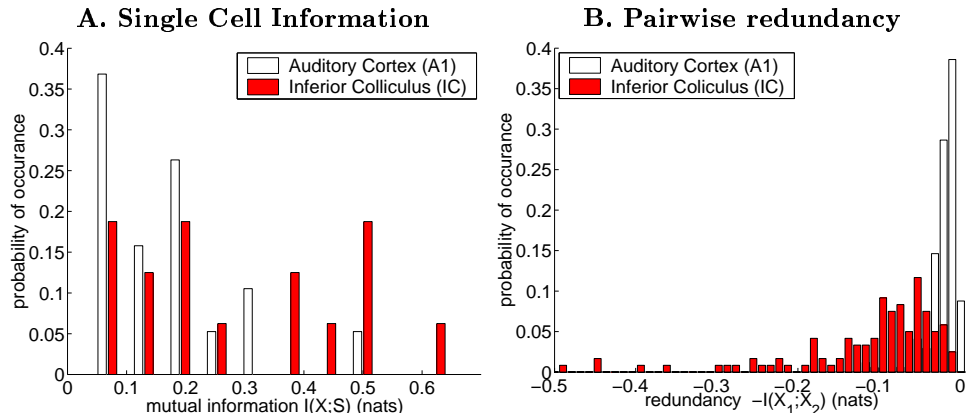 A. Single Cell Information
B. Pairwise redundancy
0.4
0.35
0.3
0.25
0.2
0.15
0.1
0.05
0
probability of occurance
Auditory Cortex (A1)
Inferior Colliculus (IC)
0 0.1 0.2 0.3 0.4 0.5 0.6
mutual information I(X;S) (nats)
0.4
0.35
0.3
0.25
0.2
0.15
0.1
0.05
0
probability of occurance
Auditory Cortex (A1)
Inferior Coliculus (IC)
−0.5 −0.4 −0.3 −0.2 −0.1 0
redundancy −I(X1;X2) (nats)